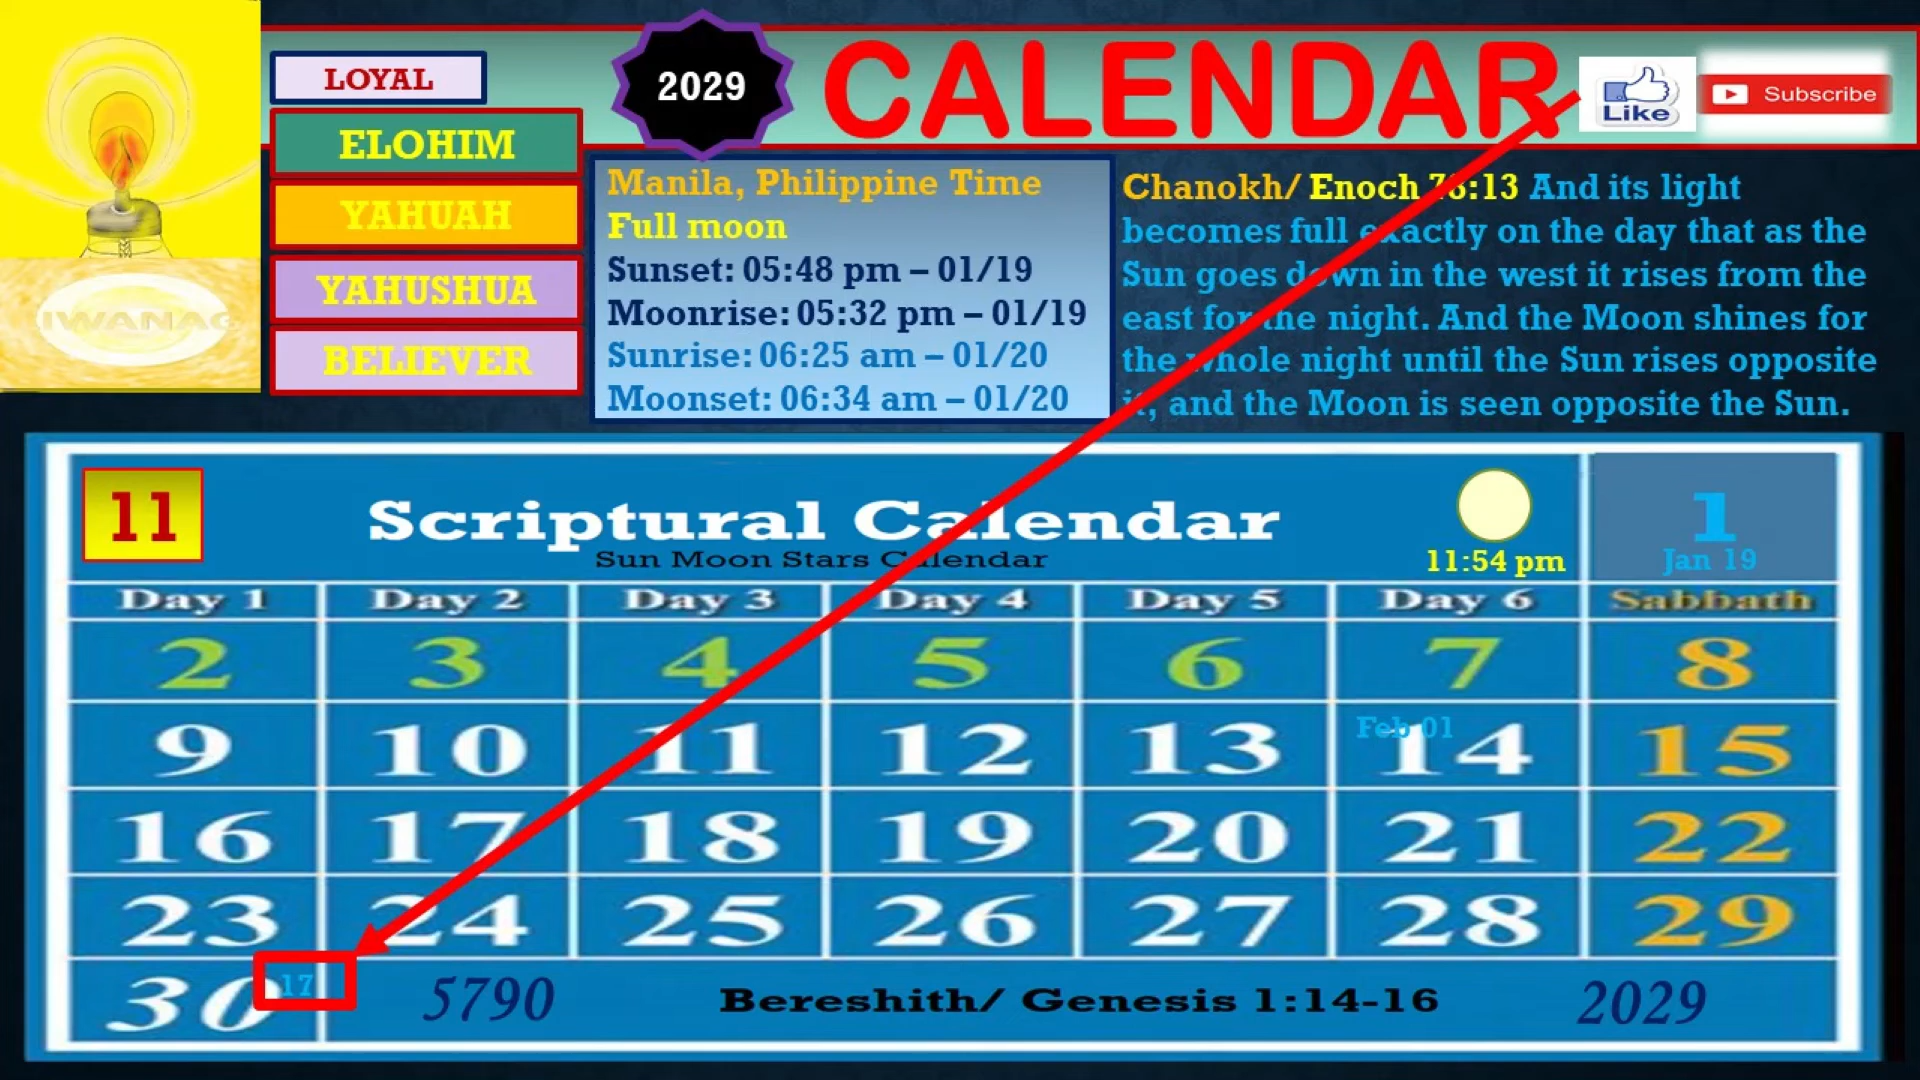 2029
CALENDAR
Like
Subscribe
LOYAL
ELOHIM
YAHUAH
YAHUSHUA
BELIEVER
IWANAG
Manila, Philippine Time
Full moon
Sunset: 05:48 pm – 01/19
Moonrise: 05:32 pm – 01/19
Sunrise: 06:25 am – 01/20
Moonset: 06:34 am – 01/20
Chanokh/ Enoch 78:13 And its light
becomes full exactly on the day that as the
Sun goes down in the west it rises from the
east for the night. And the Moon shines for
the whole night until the Sun rises opposite
it, and the Moon is seen opposite the Sun.
11
Scriptural Calendar
Sun Moon Stars Calendar
11:54 pm
1
Jan 19
Day 1 Day 2 Day 3 Day 4 Day 5 Day 6 Sabbath
2 3 4 5 6 7 8
Feb 01
9 10 11 12 13 14 15
16 17 18 19 20 21 22
23 24 25 26 27 28 29
30 17 5790 Bereshith/ Genesis 1:14-16 2029